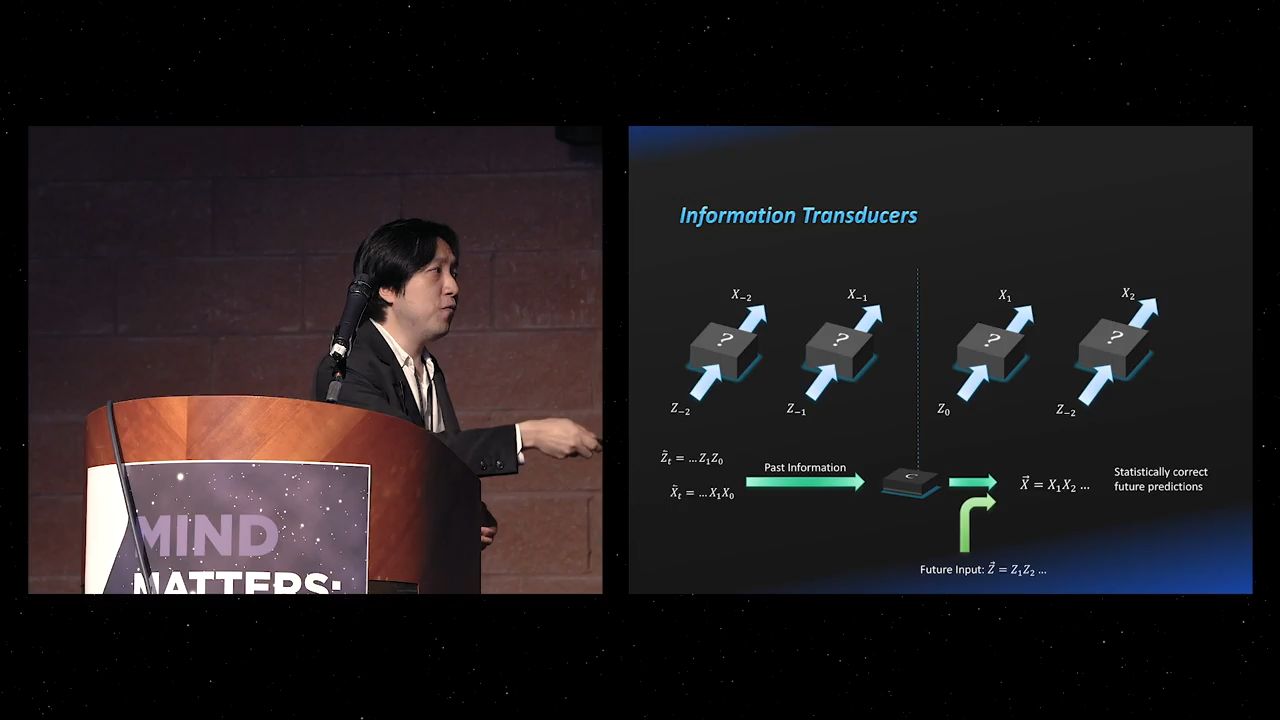 MIND
MATTERS:
Information Transducers
X₋₂
X₋₁
X₁
X₂
?
?
?
?
Z₋₂
Z₋₁
Z₀
Z₋₂
Z̃ₜ = …Z₁Z₀
X̃ₜ = …X₁X₀
Past Information
C
X⃗ = X₁X₂ …
Statistically correct
future predictions
Future Input: Z⃗ = Z₁Z₂ …